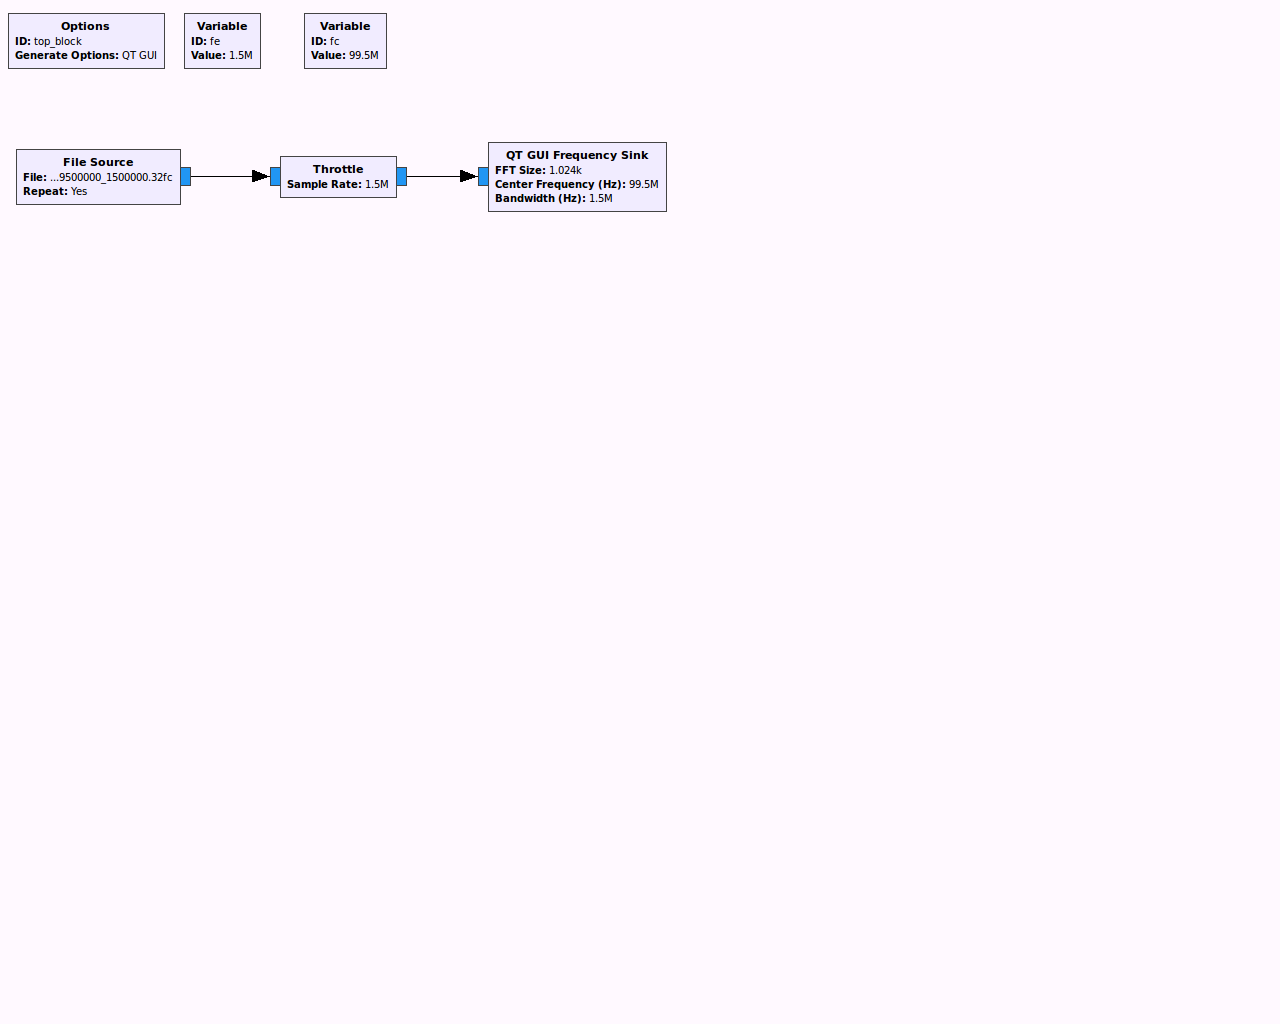 Options
ID: top_block
Generate Options: QT GUI
Variable
ID: fe
Value: 1.5M
Variable
ID: fc
Value: 99.5M
File Source
File: ...9500000_1500000.32fc
Repeat: Yes
Throttle
Sample Rate: 1.5M
QT GUI Frequency Sink
FFT Size: 1.024k
Center Frequency (Hz): 99.5M
Bandwidth (Hz): 1.5M